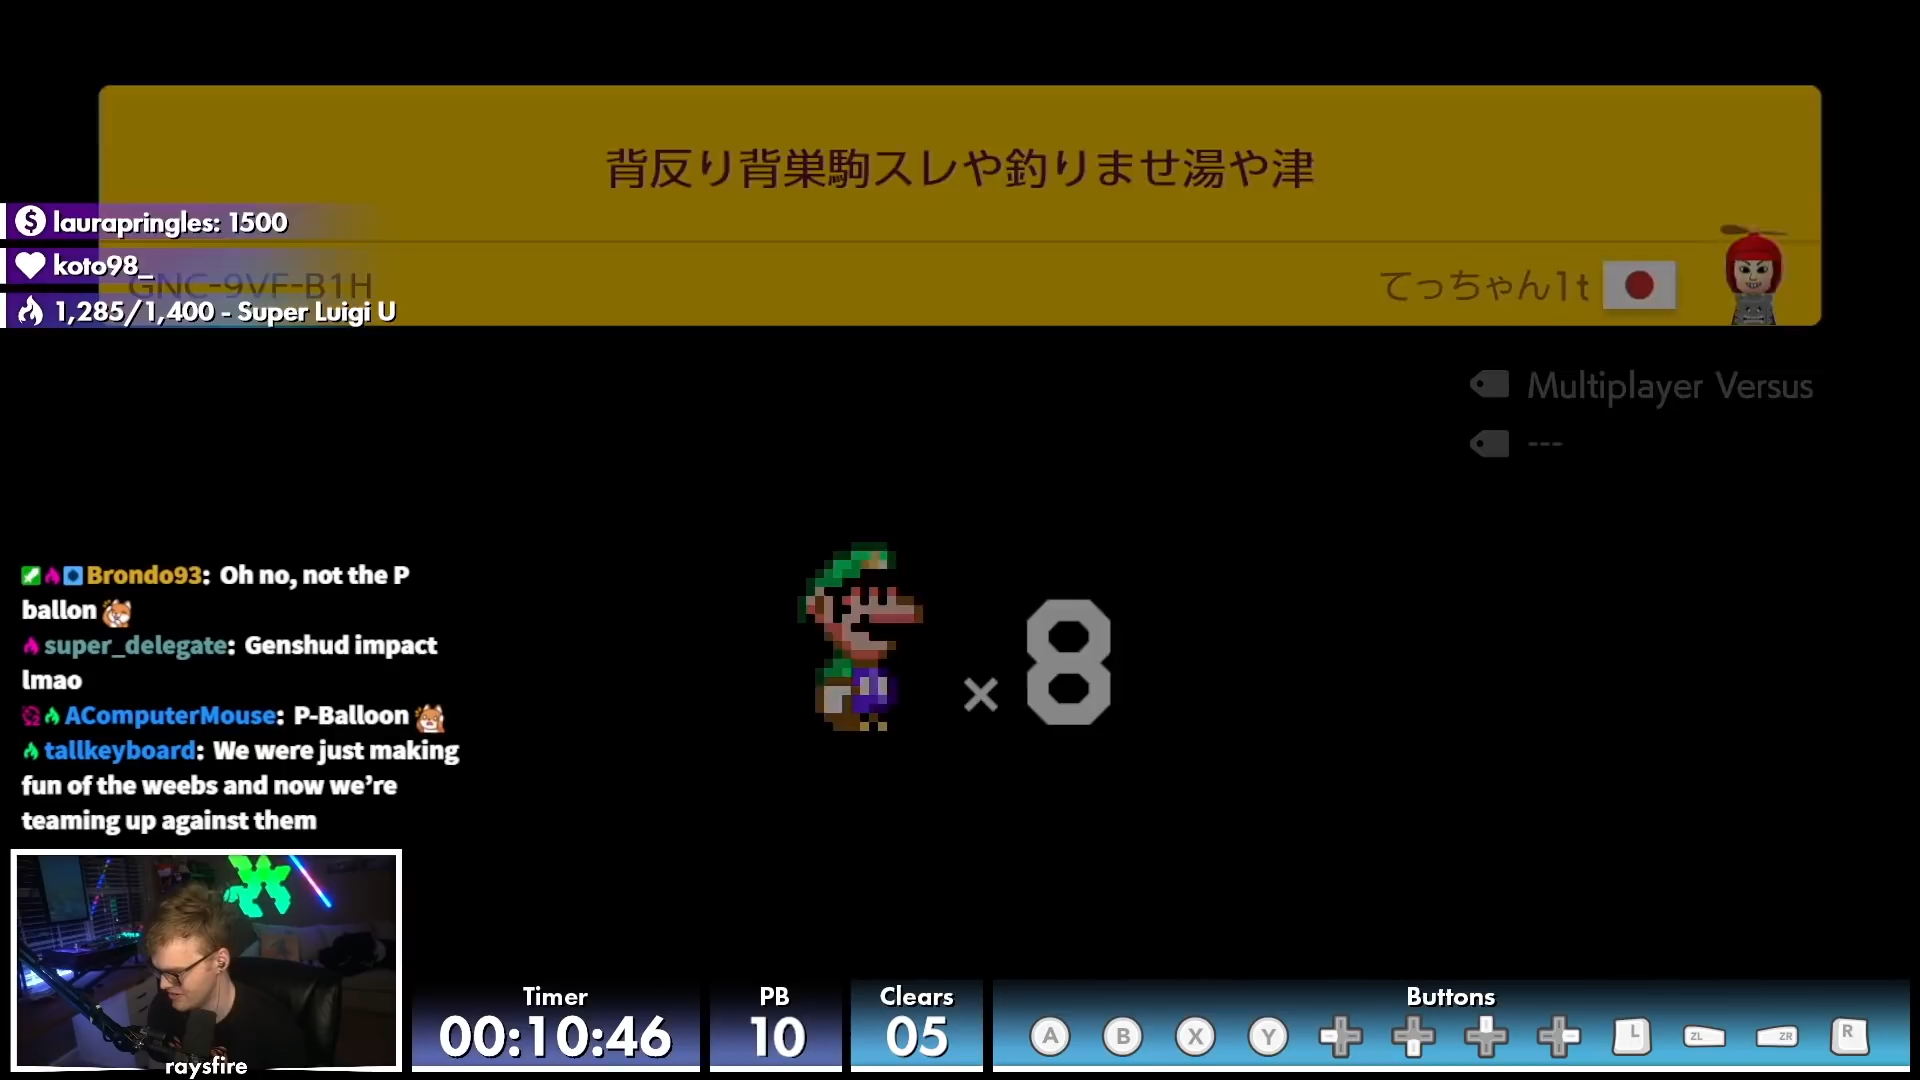 背反り背巣駒スレや釣りませ湯や津
laurapringles: 1500
koto98_
GNC-9VF-B1H
てっちゃん1t
1,285/1,400 - Super Luigi U
Multiplayer Versus
---
× 8
Brondo93: Oh no, not the P
ballon
super_delegate: Genshud impact
lmao
AComputerMouse: P-Balloon
tallkeyboard: We were just making
fun of the weebs and now we're
teaming up against them
raysfire
Timer
00:10:46
PB
10
Clears
05
Buttons
A B X Y L ZL ZR R